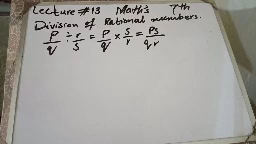 Lecture #13 Maths 7th
Division of Rational numbers.
p/q ÷ r/s = p/q × s/r = ps/qr